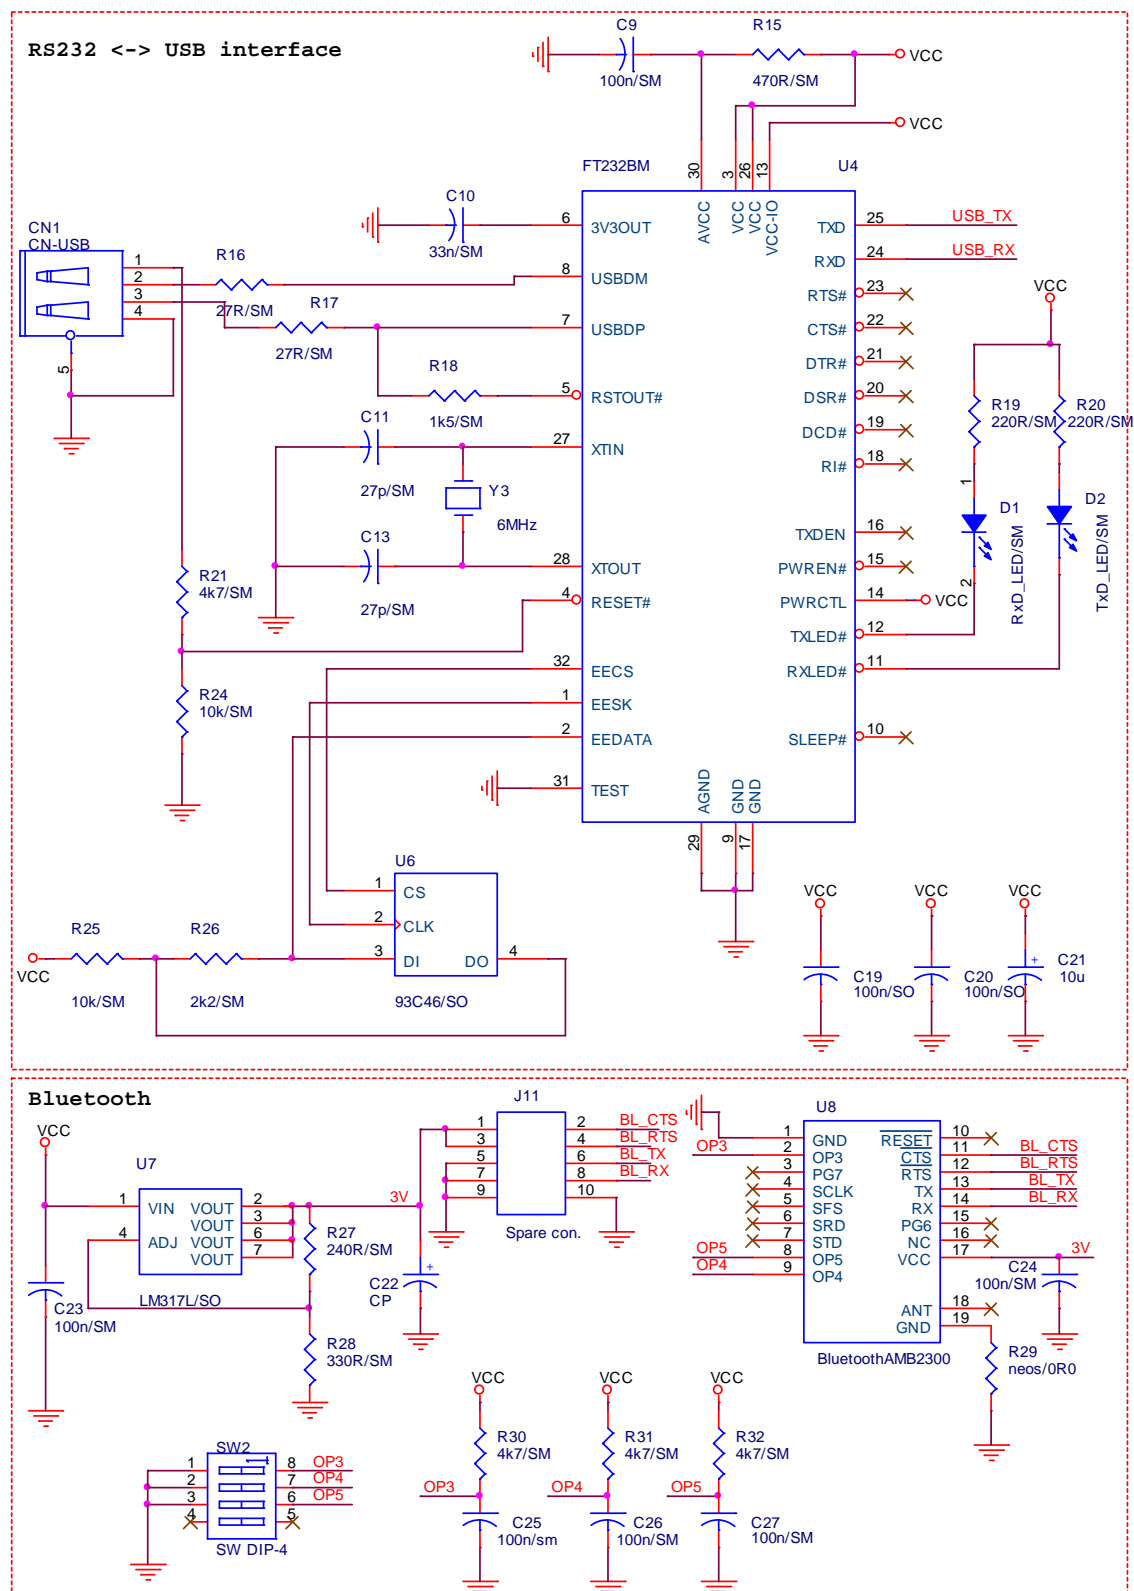 RS232 <-> USB interface
C9
100n/SM
R15
470R/SM
VCC
VCC
FT232BM
U4
30
3
26
13
AVCC
VCC
VCC
VCC-IO
C10
33n/SM
6
3V3OUT
8
USBDM
7
USBDP
5
RSTOUT#
27
XTIN
28
XTOUT
4
RESET#
32
EECS
1
EESK
2
EEDATA
31
TEST
CN1
CN-USB
1
2
3
4
5
R16
27R/SM
R17
27R/SM
R18
1k5/SM
C11
27p/SM
Y3
6MHz
C13
27p/SM
R21
4k7/SM
R24
10k/SM
TXD
25
USB_TX
RXD
24
USB_RX
RTS#
23
CTS#
22
DTR#
21
DSR#
20
DCD#
19
RI#
18
TXDEN
16
PWREN#
15
PWRCTL
14
VCC
TXLED#
12
RXLED#
11
SLEEP#
10
AGND
GND
GND
29
9
17
VCC
R19
220R/SM
R20
220R/SM
1
D1
2
RxD_LED/SM
D2
TxD_LED/SM
U6
1
CS
2
CLK
3
DI
DO
4
93C46/SO
R25
10k/SM
R26
2k2/SM
VCC
VCC
VCC
VCC
C19
100n/SO
C20
100n/SO
C21
10u
+
Bluetooth
VCC
U7
1
VIN
VOUT
2
VOUT
3
4
ADJ
VOUT
6
VOUT
7
LM317L/SO
C23
100n/SM
R27
240R/SM
R28
330R/SM
3V
C22
CP
+
J11
1
2
BL_CTS
3
4
BL_RTS
5
6
BL_TX
7
8
BL_RX
9
10
Spare con.
U8
OP3
1
GND
2
OP3
3
PG7
4
SCLK
5
SFS
6
SRD
7
STD
OP5
8
OP5
OP4
9
OP4
RESET
10
CTS
11
BL_CTS
RTS
12
BL_RTS
TX
13
BL_TX
RX
14
BL_RX
PG6
15
NC
16
VCC
17
3V
ANT
18
GND
19
BluetoothAMB2300
C24
100n/SM
R29
neos/0R0
SW2
1
8
OP3
2
7
OP4
3
6
OP5
4
5
SW DIP-4
VCC
R30
4k7/SM
OP3
C25
100n/sm
VCC
R31
4k7/SM
OP4
C26
100n/SM
VCC
R32
4k7/SM
OP5
C27
100n/SM